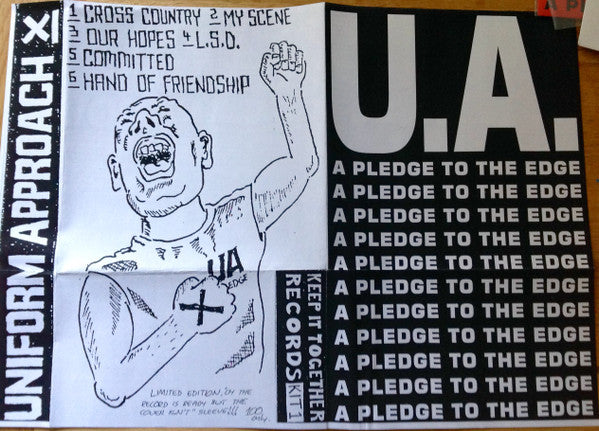 UNIFORM APPROACH XI
1 CROSS COUNTRY 2 MY SCENE
3 OUR HOPES 4 L.S.D.
5 COMMITTED
6 HAND OF FRIENDSHIP
UA
EDGE
LIMITED EDITION, "OY THE
RECORD IS READY BUT THE
COVER ISN'T" SLEEVE!!! 100
only
KEEP IT TOGETHER
RECORDS KIT 1
U.A.
A PLEDGE TO THE EDGE
A PLEDGE TO THE EDGE
A PLEDGE TO THE EDGE
A PLEDGE TO THE EDGE
A PLEDGE TO THE EDGE
A PLEDGE TO THE EDGE
A PLEDGE TO THE EDGE
A PLEDGE TO THE EDGE
A PLEDGE TO THE EDGE
A PLEDGE TO THE EDGE
A PLEDGE TO THE EDGE